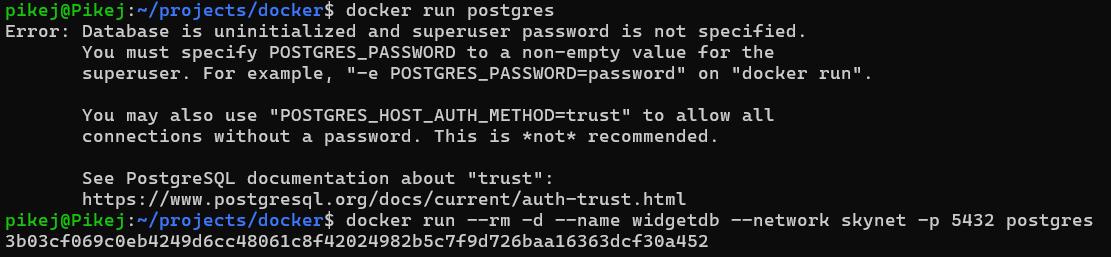 pikej@Pikej:~/projects/docker$ docker run postgres
Error: Database is uninitialized and superuser password is not specified.
       You must specify POSTGRES_PASSWORD to a non-empty value for the
       superuser. For example, "-e POSTGRES_PASSWORD=password" on "docker run".

       You may also use "POSTGRES_HOST_AUTH_METHOD=trust" to allow all
       connections without a password. This is *not* recommended.

       See PostgreSQL documentation about "trust":
       https://www.postgresql.org/docs/current/auth-trust.html
pikej@Pikej:~/projects/docker$ docker run --rm -d --name widgetdb --network skynet -p 5432 postgres
3b03cf069c0eb4249d6cc48061c8f42024982b5c7f9d726baa16363dcf30a452